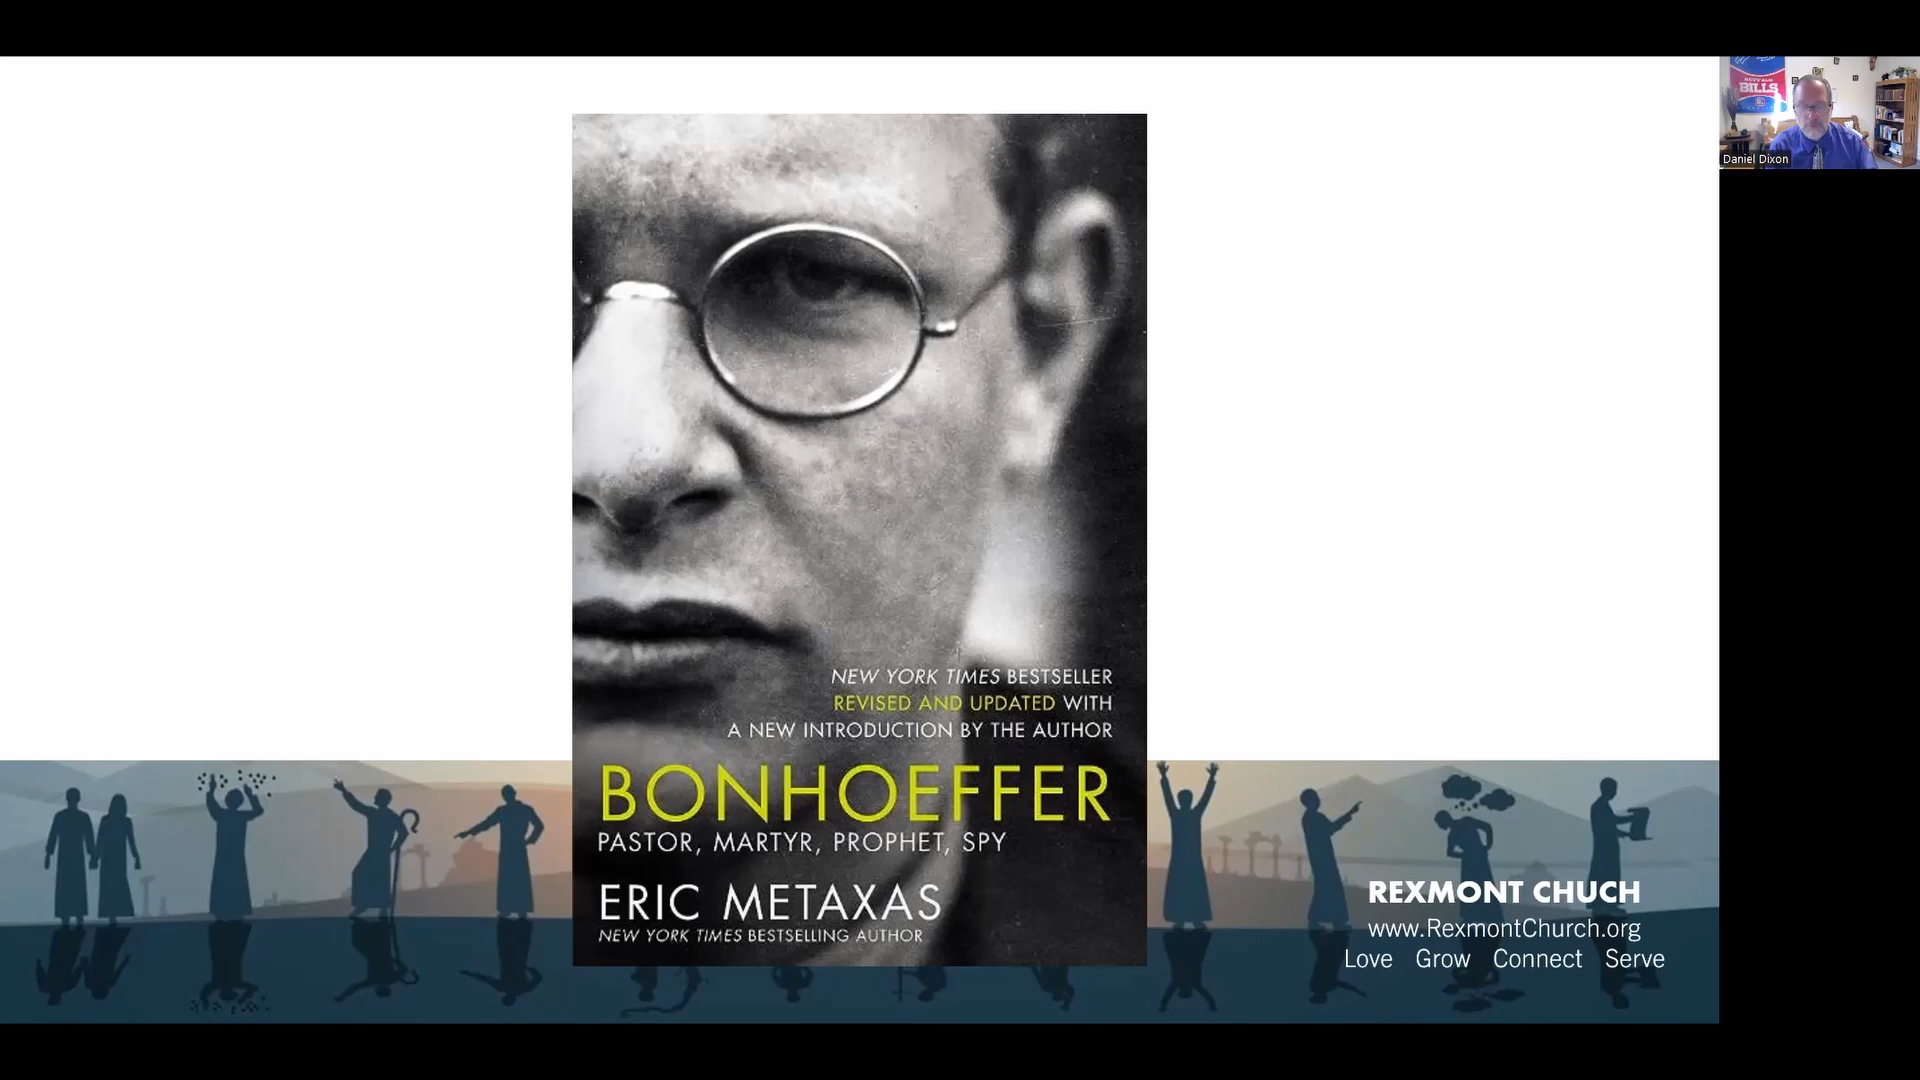 BUFFALO
BILLS
Daniel Dixon
NEW YORK TIMES BESTSELLER
REVISED AND UPDATED WITH
A NEW INTRODUCTION BY THE AUTHOR
BONHOEFFER
PASTOR, MARTYR, PROPHET, SPY
ERIC METAXAS
NEW YORK TIMES BESTSELLING AUTHOR
REXMONT CHUCH
www.RexmontChurch.org
Love Grow Connect Serve